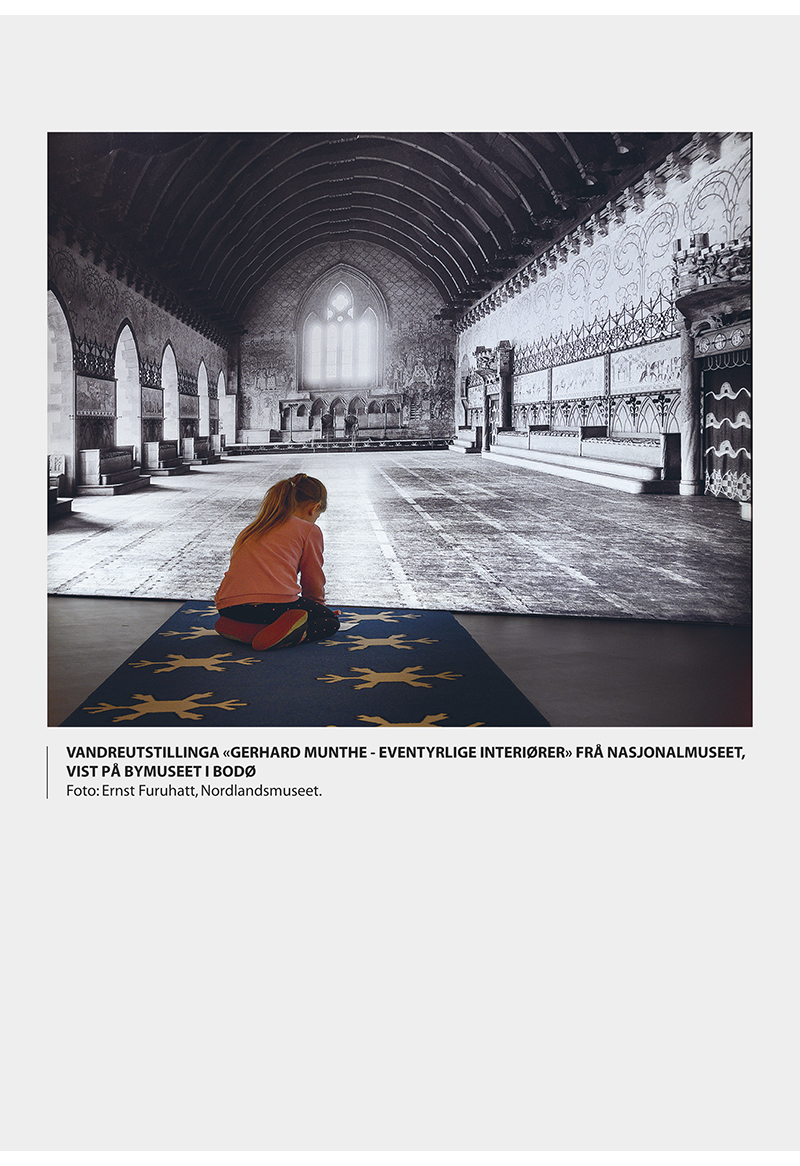 VANDREUTSTILLINGA «GERHARD MUNTHE - EVENTYRLIGE INTERIØRER» FRÅ NASJONALMUSEET,
VIST PÅ BYMUSEET I BODØ
Foto: Ernst Furuhatt, Nordlandsmuseet.